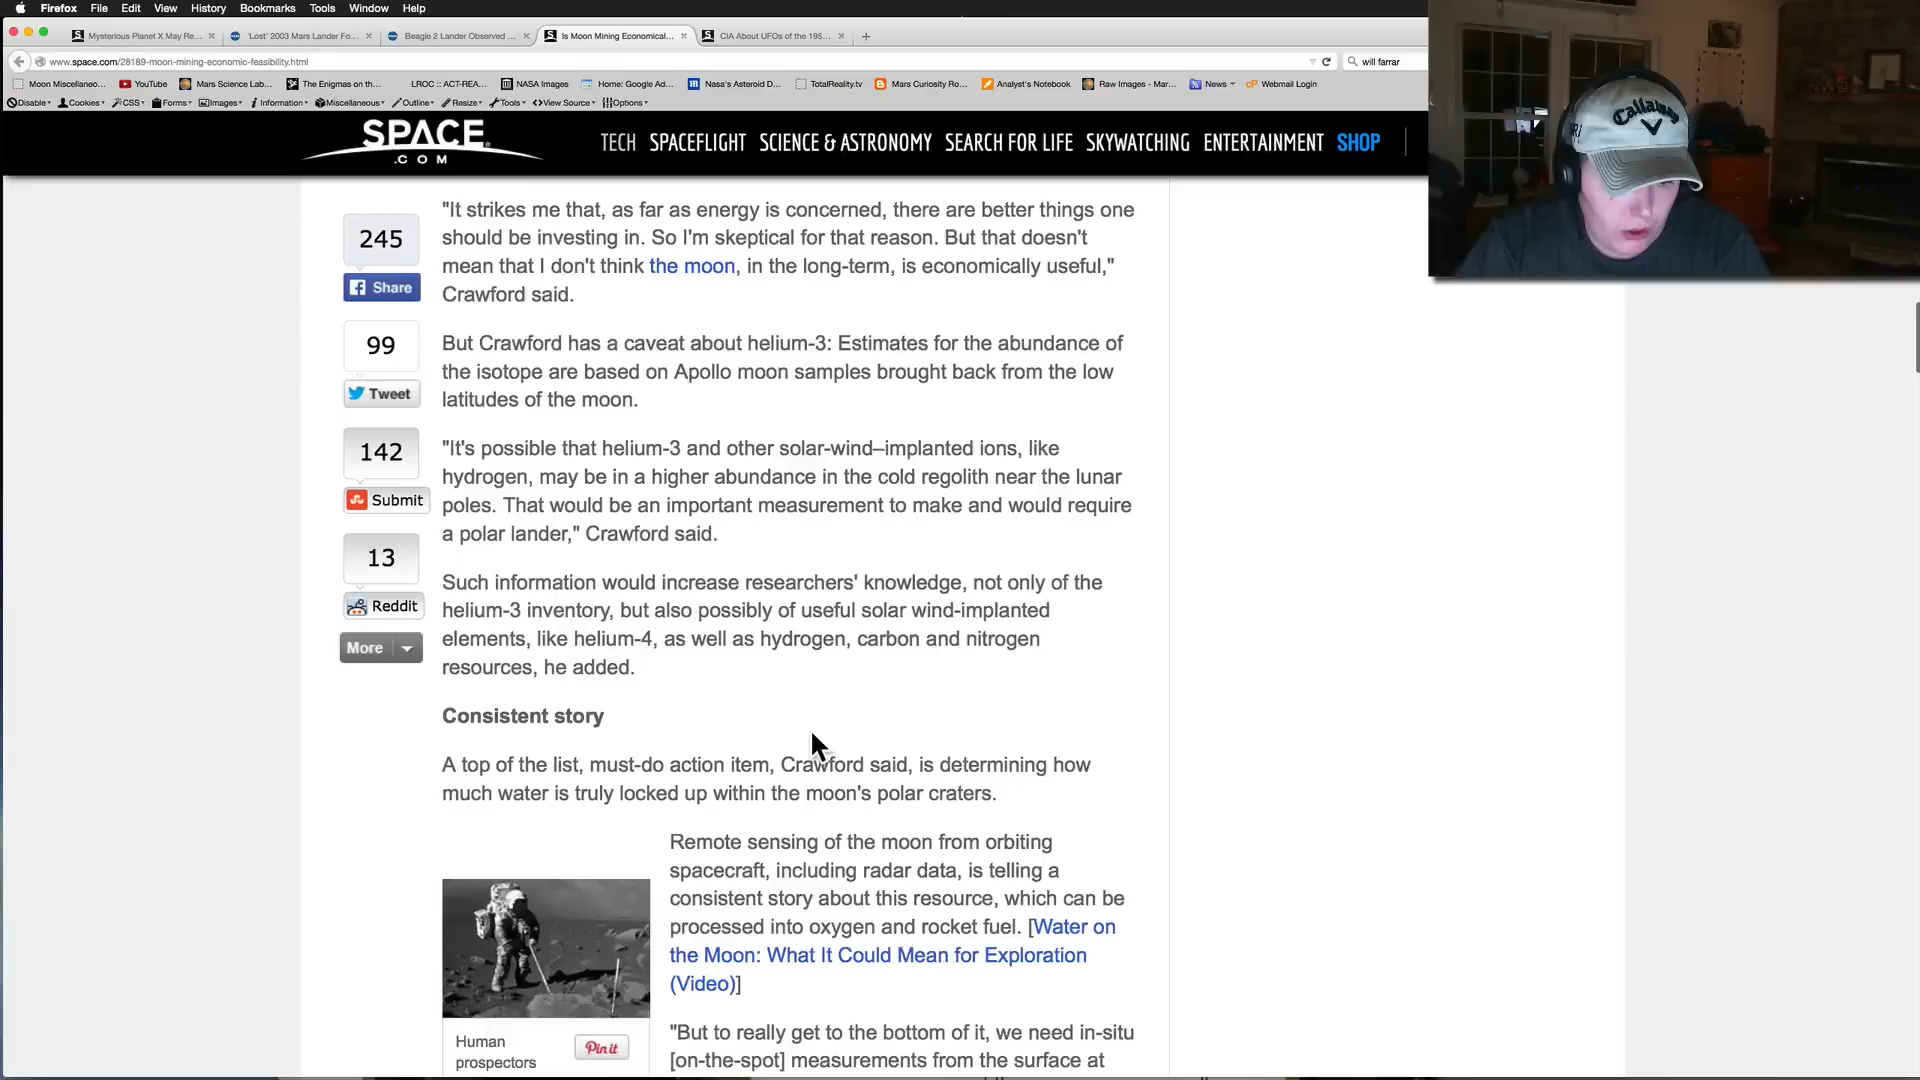 Firefox File Edit View History Bookmarks Tools Window Help
Mysterious Planet X May Re... × 'Lost' 2003 Mars Lander Fo... × Beagle 2 Lander Observed ... × Is Moon Mining Economical... × CIA About UFOs of the 195... × +
www.space.com/28189-moon-mining-economic-feasibility.html
will farrar
Moon Miscellaneo... YouTube Mars Science Lab... The Enigmas on th... LROC :: ACT-REA... NASA Images Home: Google Ad... Nasa's Asteroid D... TotalReality.tv Mars Curiosity Ro... Analyst's Notebook Raw Images - Mar... News Webmail Login
Disable Cookies CSS Forms Images Information Miscellaneous Outline Resize Tools View Source Options
SPACE
.COM
TECH SPACEFLIGHT SCIENCE & ASTRONOMY SEARCH FOR LIFE SKYWATCHING ENTERTAINMENT SHOP
Callaway
245
Share
99
Tweet
142
Submit
13
Reddit
More
"It strikes me that, as far as energy is concerned, there are better things one
should be investing in. So I'm skeptical for that reason. But that doesn't
mean that I don't think the moon, in the long-term, is economically useful,"
Crawford said.
But Crawford has a caveat about helium-3: Estimates for the abundance of
the isotope are based on Apollo moon samples brought back from the low
latitudes of the moon.
"It's possible that helium-3 and other solar-wind–implanted ions, like
hydrogen, may be in a higher abundance in the cold regolith near the lunar
poles. That would be an important measurement to make and would require
a polar lander," Crawford said.
Such information would increase researchers' knowledge, not only of the
helium-3 inventory, but also possibly of useful solar wind-implanted
elements, like helium-4, as well as hydrogen, carbon and nitrogen
resources, he added.
Consistent story
A top of the list, must-do action item, Crawford said, is determining how
much water is truly locked up within the moon's polar craters.
Remote sensing of the moon from orbiting
spacecraft, including radar data, is telling a
consistent story about this resource, which can be
processed into oxygen and rocket fuel. [Water on
the Moon: What It Could Mean for Exploration
(Video)]
"But to really get to the bottom of it, we need in-situ
[on-the-spot] measurements from the surface at
Human
prospectors
Pin it